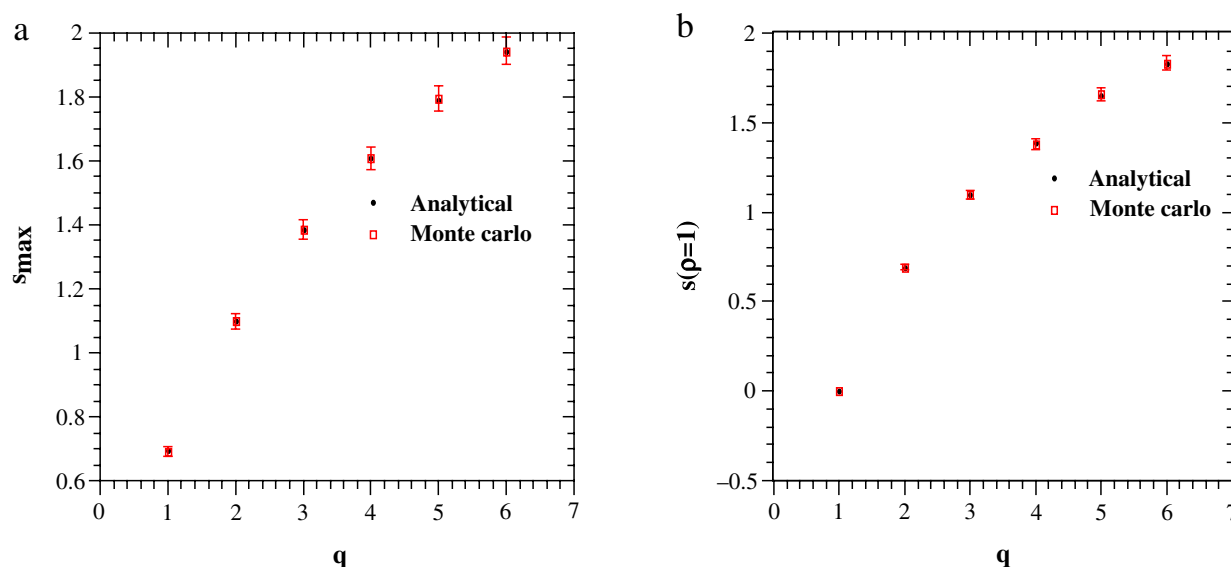 a
2
1.8
1.6
1.4
1.2
1
0.8
0.6
0 1 2 3 4 5 6 7
q
smax
Analytical
Monte carlo
b
2
1.5
1
0.5
0
–0.5
0 1 2 3 4 5 6 7
q
s(ρ=1)
Analytical
Monte carlo